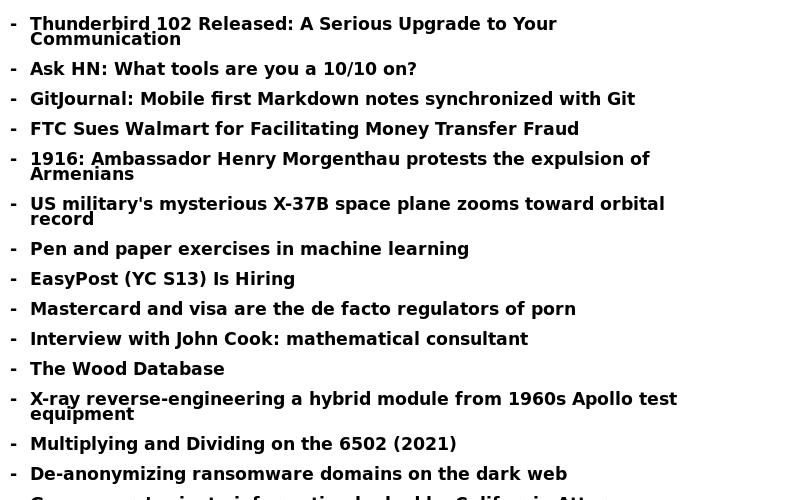 - Thunderbird 102 Released: A Serious Upgrade to Your
Communication
- Ask HN: What tools are you a 10/10 on?
- GitJournal: Mobile first Markdown notes synchronized with Git
- FTC Sues Walmart for Facilitating Money Transfer Fraud
- 1916: Ambassador Henry Morgenthau protests the expulsion of
Armenians
- US military's mysterious X-37B space plane zooms toward orbital
record
- Pen and paper exercises in machine learning
- EasyPost (YC S13) Is Hiring
- Mastercard and visa are the de facto regulators of porn
- Interview with John Cook: mathematical consultant
- The Wood Database
- X-ray reverse-engineering a hybrid module from 1960s Apollo test
equipment
- Multiplying and Dividing on the 6502 (2021)
- De-anonymizing ransomware domains on the dark web